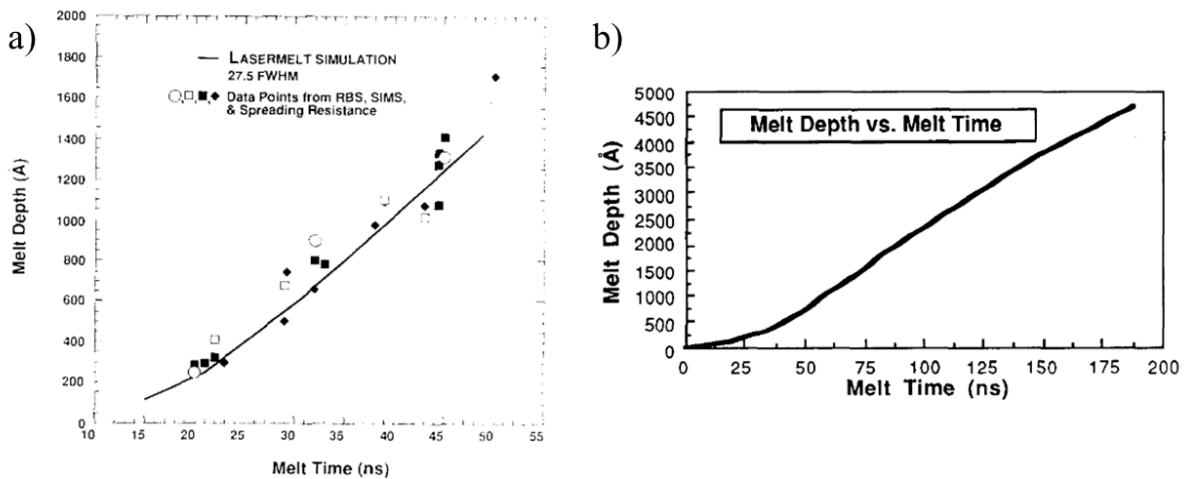 a)
2000
1800
1600
1400
1200
1000
800
600
400
200
0
Melt Depth (Å)
LASERMELT SIMULATION
27.5 FWHM
Data Points from RBS, SIMS,
& Spreading Resistance
10 15 20 25 30 35 40 45 50 55
Melt Time (ns)
b)
5000
4500
4000
3500
3000
2500
2000
1500
1000
500
0
Melt Depth (Å)
Melt Depth vs. Melt Time
0 25 50 75 100 125 150 175 200
Melt Time (ns)